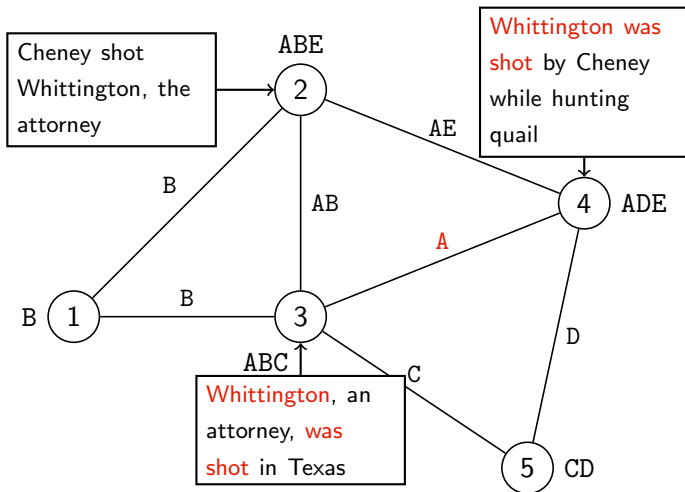 ABE
Whittington was
shot by Cheney
while hunting
quail
Cheney shot
Whittington, the
attorney
2
AE
B
AB
4
ADE
A
B
B
1
3
D
ABC
C
Whittington, an
attorney, was
shot in Texas
5
CD